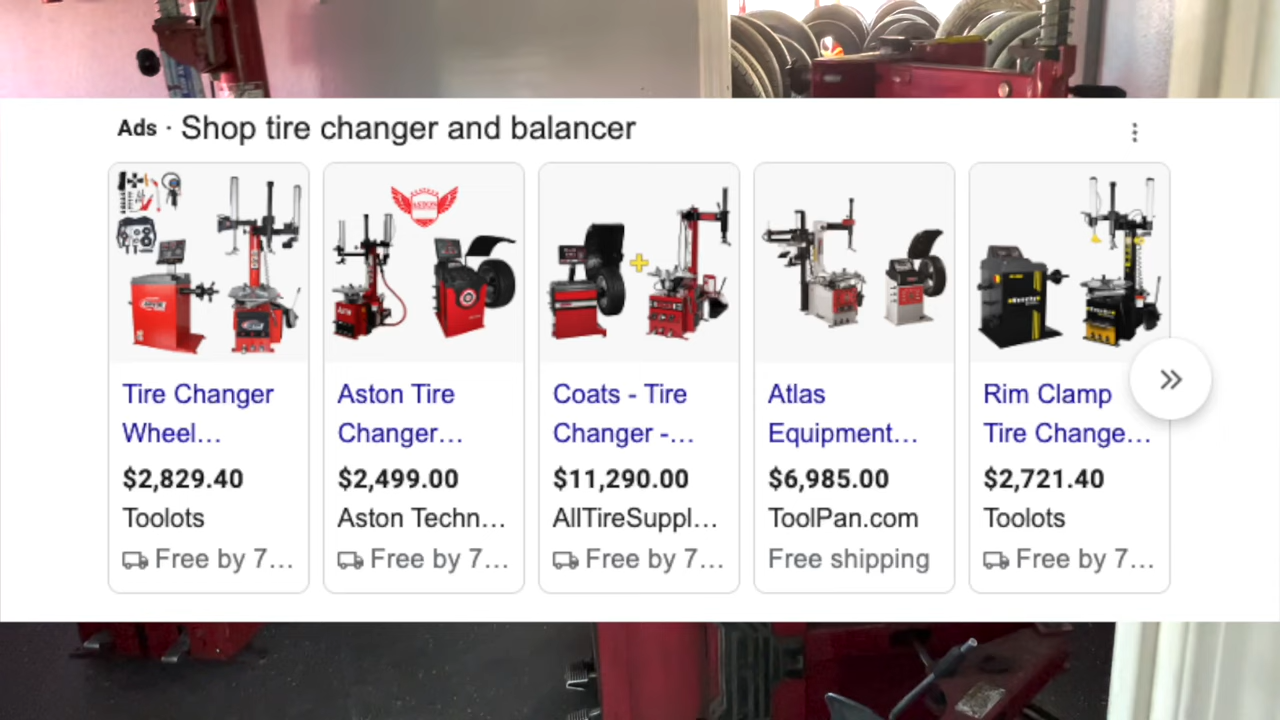 Ads · Shop tire changer and balancer
ASTON
Tire Changer
Wheel…
$2,829.40
Toolots
Free by 7…
Aston Tire
Changer…
$2,499.00
Aston Techn…
Free by 7…
Coats - Tire
Changer -…
$11,290.00
AllTireSuppl…
Free by 7…
Atlas
Equipment…
$6,985.00
ToolPan.com
Free shipping
Rim Clamp
Tire Change…
$2,721.40
Toolots
Free by 7…